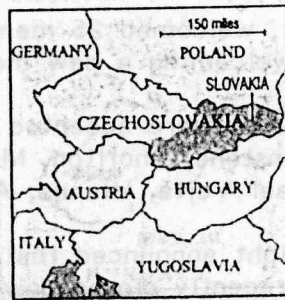 150 miles
GERMANY
POLAND
SLOVAKIA
CZECHOSLOVAKIA
AUSTRIA
HUNGARY
ITALY
YUGOSLAVIA